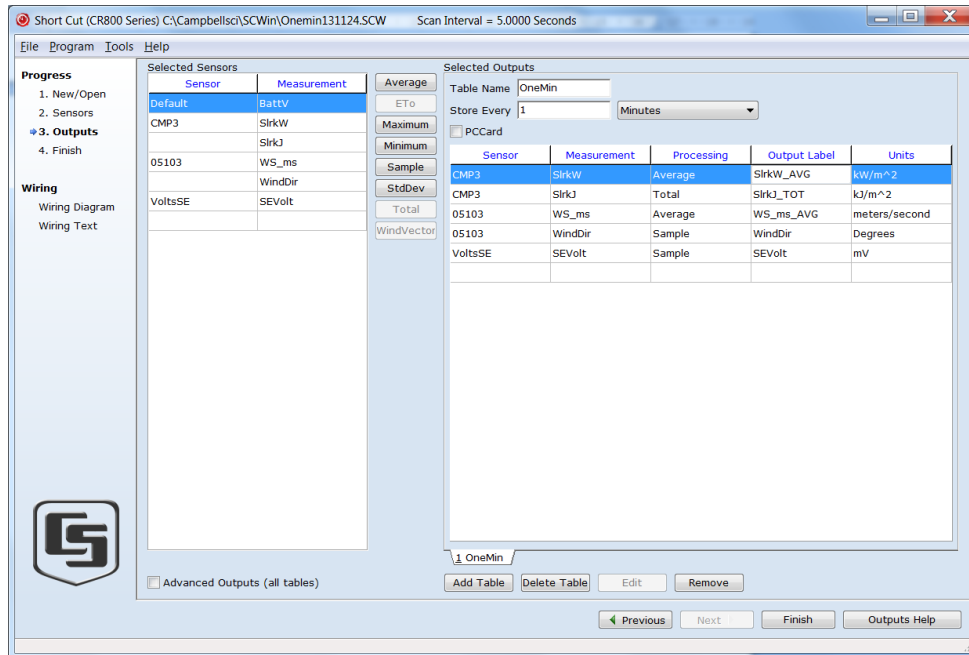 Short Cut (CR800 Series) C:\Campbellsci\SCWin\Onemin131124.SCW Scan Interval = 5.0000 Seconds
File Program Tools Help
Progress
1. New/Open
2. Sensors
3. Outputs
4. Finish
Wiring
Wiring Diagram
Wiring Text
Selected Sensors
Sensor Measurement
Default BattV
CMP3 SlrkW
SlrkJ
05103 WS_ms
WindDir
VoltsSE SEVolt
Advanced Outputs (all tables)
Average
ETo
Maximum
Minimum
Sample
StdDev
Total
WindVector
Selected Outputs
Table Name OneMin
Store Every 1 Minutes
PCCard
Sensor Measurement Processing Output Label Units
CMP3 SlrkW Average SlrkW_AVG kW/m^2
CMP3 SlrkJ Total SlrkJ_TOT kJ/m^2
05103 WS_ms Average WS_ms_AVG meters/second
05103 WindDir Sample WindDir Degrees
VoltsSE SEVolt Sample SEVolt mV
1 OneMin
Add Table Delete Table Edit Remove
Previous Next Finish Outputs Help